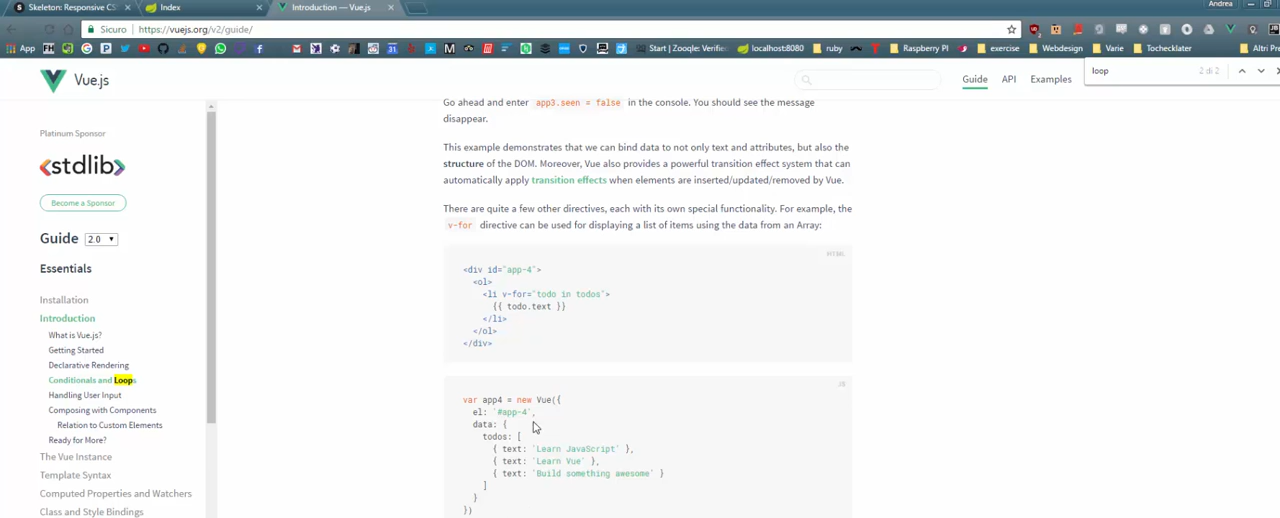 Andrea
Skeleton: Responsive CSS
Index
Introduction — Vue.js
Sicuro | https://vuejs.org/v2/guide/
App
Start | Zooqle: Verifie
localhost8080
ruby
Raspberry PI
exercise
Webdesign
Varie
Tochecklater
Altri Pre
loop 2 di 2
Vue.js
Guide API Examples
Platinum Sponsor
<stdlib>
Become a Sponsor
Guide 2.0
Essentials
Installation
Introduction
What is Vue.js?
Getting Started
Declarative Rendering
Conditionals and Loops
Handling User Input
Composing with Components
Relation to Custom Elements
Ready for More?
The Vue Instance
Template Syntax
Computed Properties and Watchers
Class and Style Bindings
Go ahead and enter app3.seen = false in the console. You should see the message
disappear.
This example demonstrates that we can bind data to not only text and attributes, but also the
structure of the DOM. Moreover, Vue also provides a powerful transition effect system that can
automatically apply transition effects when elements are inserted/updated/removed by Vue.
There are quite a few other directives, each with its own special functionality. For example, the
v-for directive can be used for displaying a list of items using the data from an Array:
HTML
<div id="app-4">
<ol>
<li v-for="todo in todos">
{{ todo.text }}
</li>
</ol>
</div>
JS
var app4 = new Vue({
el: '#app-4',
data: {
todos: [
{ text: 'Learn JavaScript' },
{ text: 'Learn Vue' },
{ text: 'Build something awesome' }
]
}
})